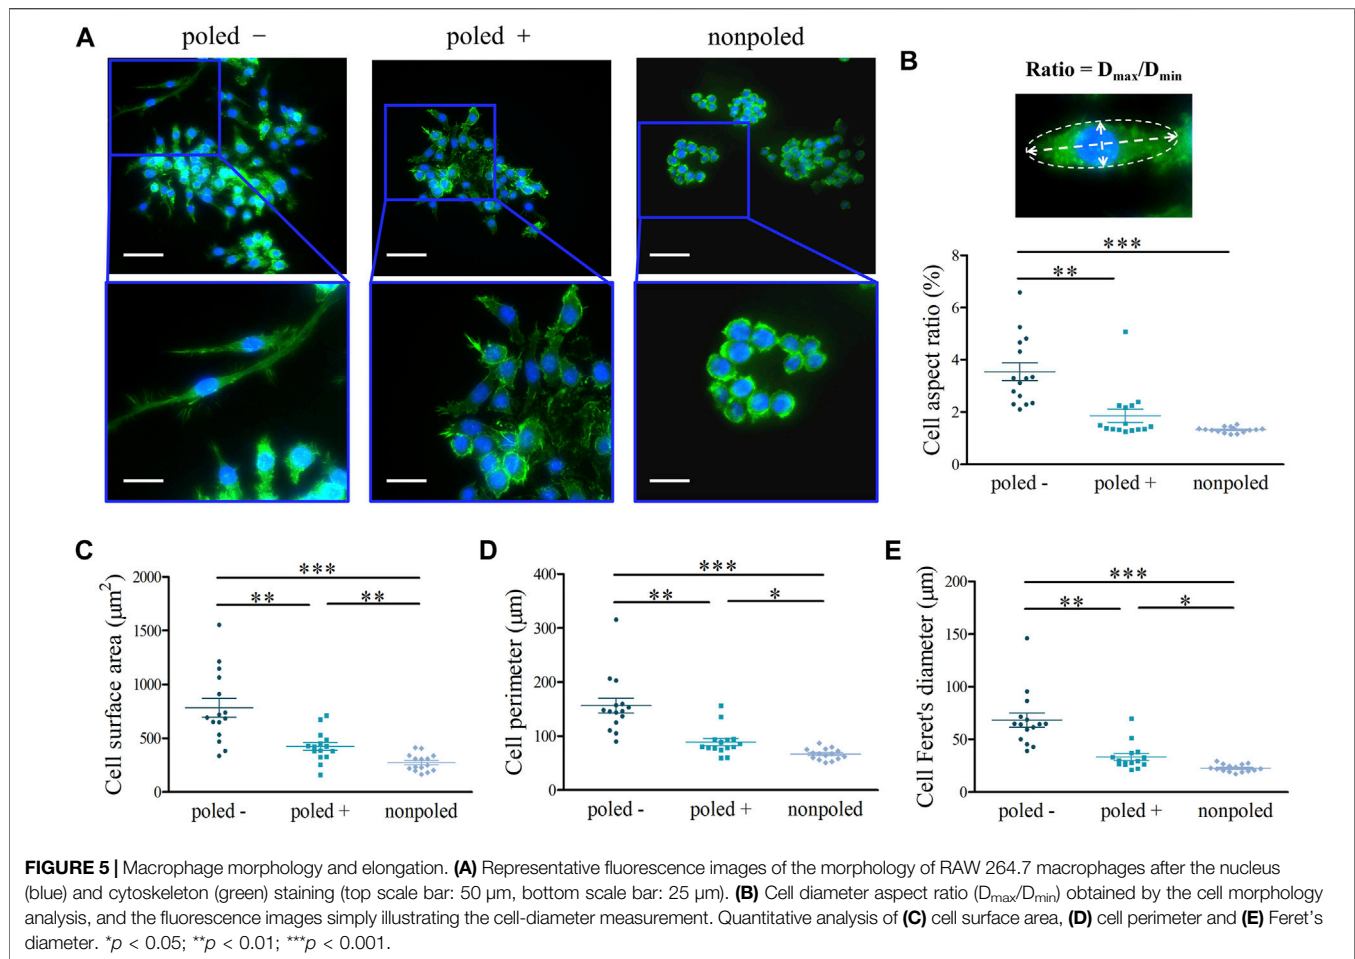 A
poled − poled + nonpoled
B
Ratio = Dmax/Dmin
***
**
8
6
4
2
0
Cell aspect ratio (%)
poled - poled + nonpoled
C
***
** **
2000
1500
1000
500
0
Cell surface area (μm²)
poled - poled + nonpoled
D
***
** *
400
300
200
100
0
Cell perimeter (μm)
poled - poled + nonpoled
E
***
** *
200
150
100
50
0
Cell Feret's diameter (μm)
poled - poled + nonpoled
FIGURE 5 | Macrophage morphology and elongation. (A) Representative fluorescence images of the morphology of RAW 264.7 macrophages after the nucleus
(blue) and cytoskeleton (green) staining (top scale bar: 50 μm, bottom scale bar: 25 μm). (B) Cell diameter aspect ratio (Dmax/Dmin) obtained by the cell morphology
analysis, and the fluorescence images simply illustrating the cell-diameter measurement. Quantitative analysis of (C) cell surface area, (D) cell perimeter and (E) Feret's
diameter. *p < 0.05; **p < 0.01; ***p < 0.001.